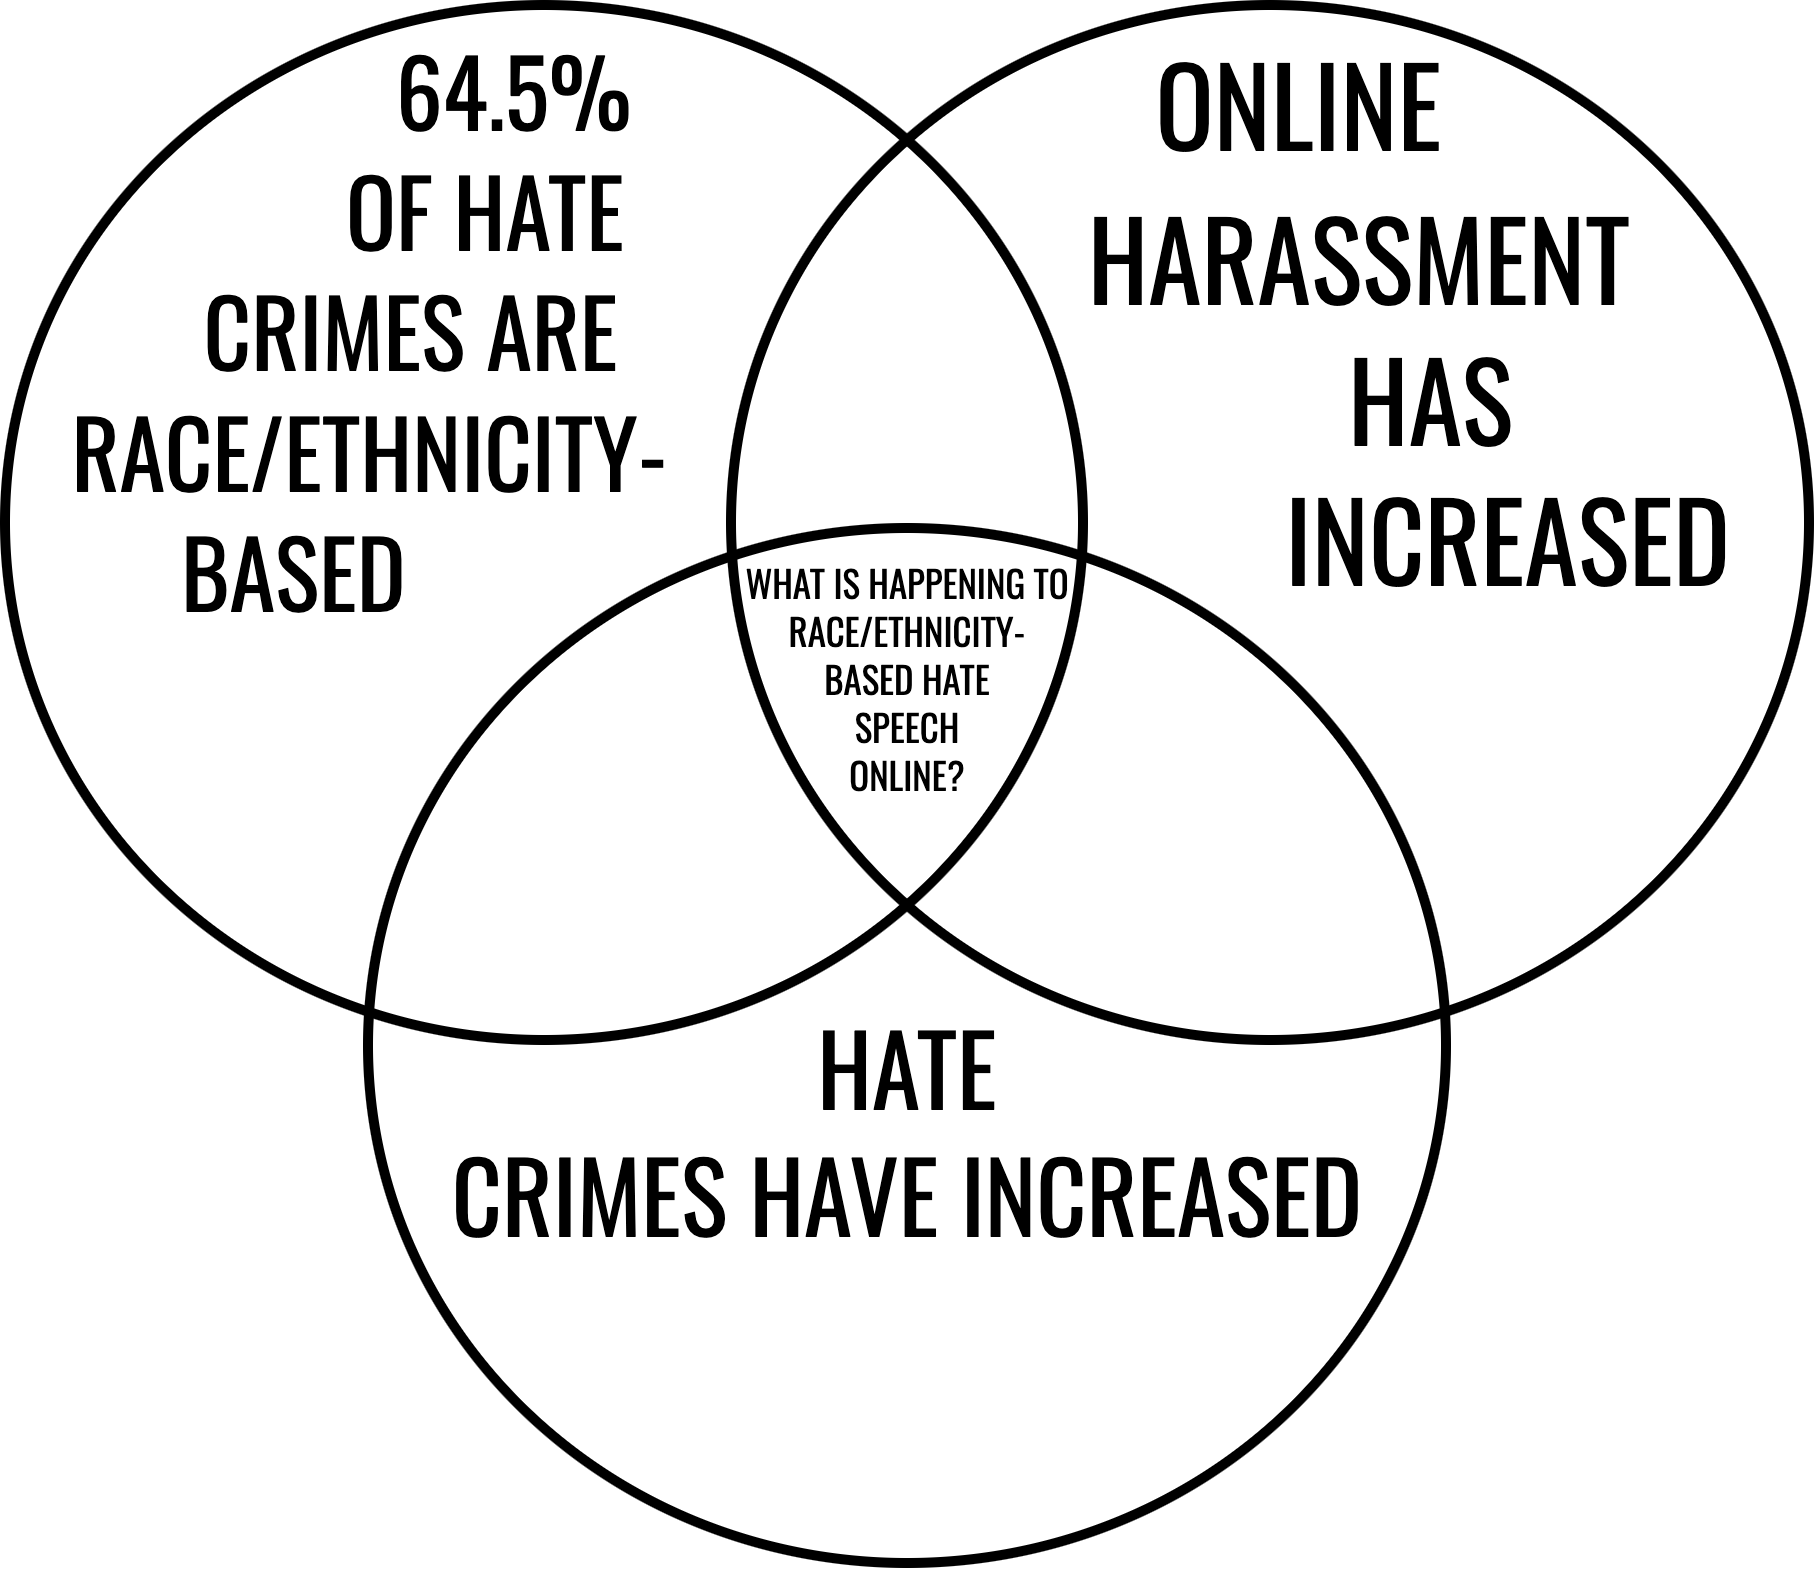 64.5%
OF HATE
CRIMES ARE
RACE/ETHNICITY-
BASED
ONLINE
HARASSMENT
HAS
INCREASED
WHAT IS HAPPENING TO
RACE/ETHNICITY-
BASED HATE
SPEECH
ONLINE?
HATE
CRIMES HAVE INCREASED